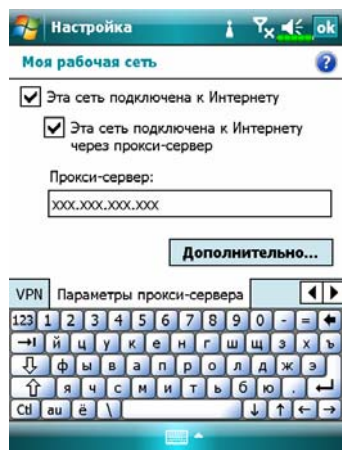 Настройка
ok
Моя рабочая сеть
?
Эта сеть подключена к Интернету
Эта сеть подключена к Интернету
через прокси-сервер
Прокси-сервер:
xxx.xxx.xxx.xxx
Дополнительно...
VPN Параметры прокси-сервера
123 1 2 3 4 5 6 7 8 9 0 - =
й ц у к е н г ш щ з х ъ
ф ы в а п р о л д ж э
я ч с м и т ь б ю .
Ctl au ё \